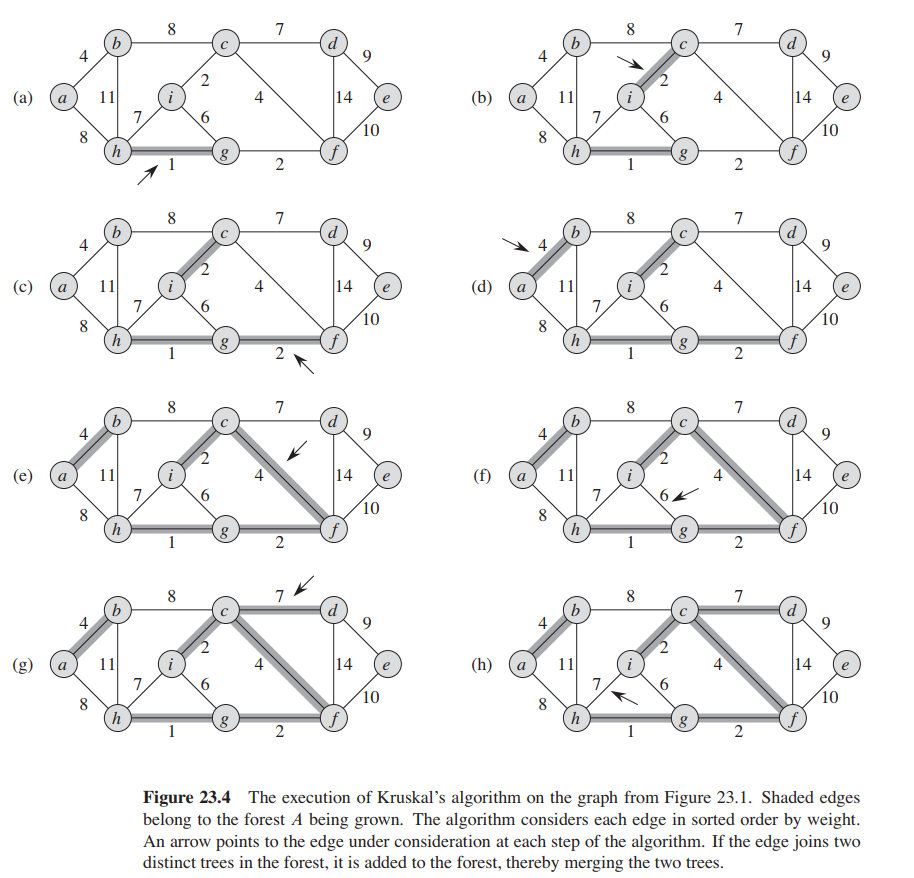 (a) a b c d e f g h i 4 8 7 9 8 11 7 2 6 4 14 10 1 2
(b) a b c d e f g h i 4 8 7 9 8 11 7 2 6 4 14 10 1 2
(c) a b c d e f g h i 4 8 7 9 8 11 7 2 6 4 14 10 1 2
(d) a b c d e f g h i 4 8 7 9 8 11 7 2 6 4 14 10 1 2
(e) a b c d e f g h i 4 8 7 9 8 11 7 2 6 4 14 10 1 2
(f) a b c d e f g h i 4 8 7 9 8 11 7 2 6 4 14 10 1 2
(g) a b c d e f g h i 4 8 7 9 8 11 7 2 6 4 14 10 1 2
(h) a b c d e f g h i 4 8 7 9 8 11 7 2 6 4 14 10 1 2
Figure 23.4 The execution of Kruskal’s algorithm on the graph from Figure 23.1. Shaded edges
belong to the forest A being grown. The algorithm considers each edge in sorted order by weight.
An arrow points to the edge under consideration at each step of the algorithm. If the edge joins two
distinct trees in the forest, it is added to the forest, thereby merging the two trees.